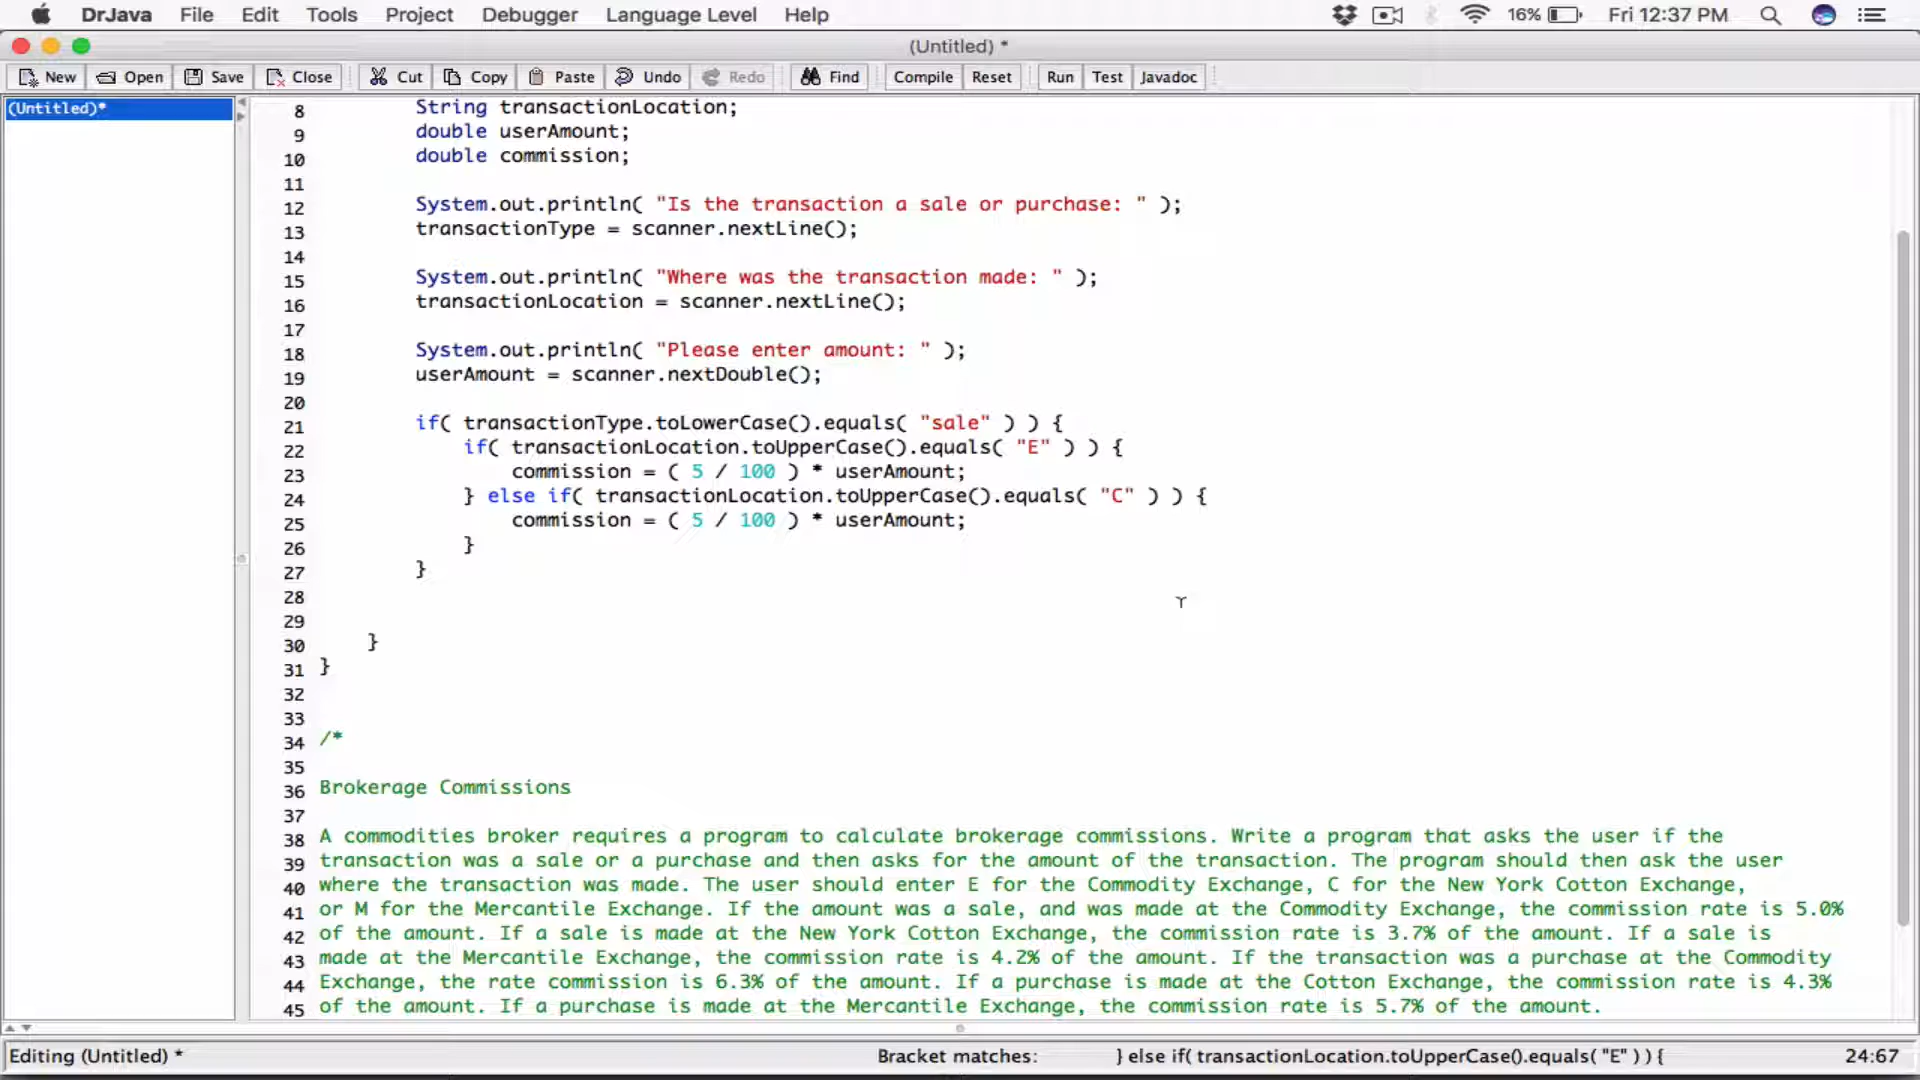 DrJava File Edit Tools Project Debugger Language Level Help 16% Fri 12:37 PM
(Untitled) *
New Open Save Close Cut Copy Paste Undo Redo Find Compile Reset Run Test Javadoc
(Untitled)*
8 String transactionLocation;
9 double userAmount;
10 double commission;
11
12 System.out.println( "Is the transaction a sale or purchase: " );
13 transactionType = scanner.nextLine();
14
15 System.out.println( "Where was the transaction made: " );
16 transactionLocation = scanner.nextLine();
17
18 System.out.println( "Please enter amount: " );
19 userAmount = scanner.nextDouble();
20
21 if( transactionType.toLowerCase().equals( "sale" ) ) {
22 if( transactionLocation.toUpperCase().equals( "E" ) ) {
23 commission = ( 5 / 100 ) * userAmount;
24 } else if( transactionLocation.toUpperCase().equals( "C" ) ) {
25 commission = ( 5 / 100 ) * userAmount;
26 }
27 }
28
29
30 }
31 }
32
33
34 /*
35
36 Brokerage Commissions
37
38 A commodities broker requires a program to calculate brokerage commissions. Write a program that asks the user if the
39 transaction was a sale or a purchase and then asks for the amount of the transaction. The program should then ask the user
40 where the transaction was made. The user should enter E for the Commodity Exchange, C for the New York Cotton Exchange,
41 or M for the Mercantile Exchange. If the amount was a sale, and was made at the Commodity Exchange, the commission rate is 5.0%
42 of the amount. If a sale is made at the New York Cotton Exchange, the commission rate is 3.7% of the amount. If a sale is
43 made at the Mercantile Exchange, the commission rate is 4.2% of the amount. If the transaction was a purchase at the Commodity
44 Exchange, the rate commission is 6.3% of the amount. If a purchase is made at the Cotton Exchange, the commission rate is 4.3%
45 of the amount. If a purchase is made at the Mercantile Exchange, the commission rate is 5.7% of the amount.
Editing (Untitled) * Bracket matches: } else if( transactionLocation.toUpperCase().equals( "E" ) ) { 24:67